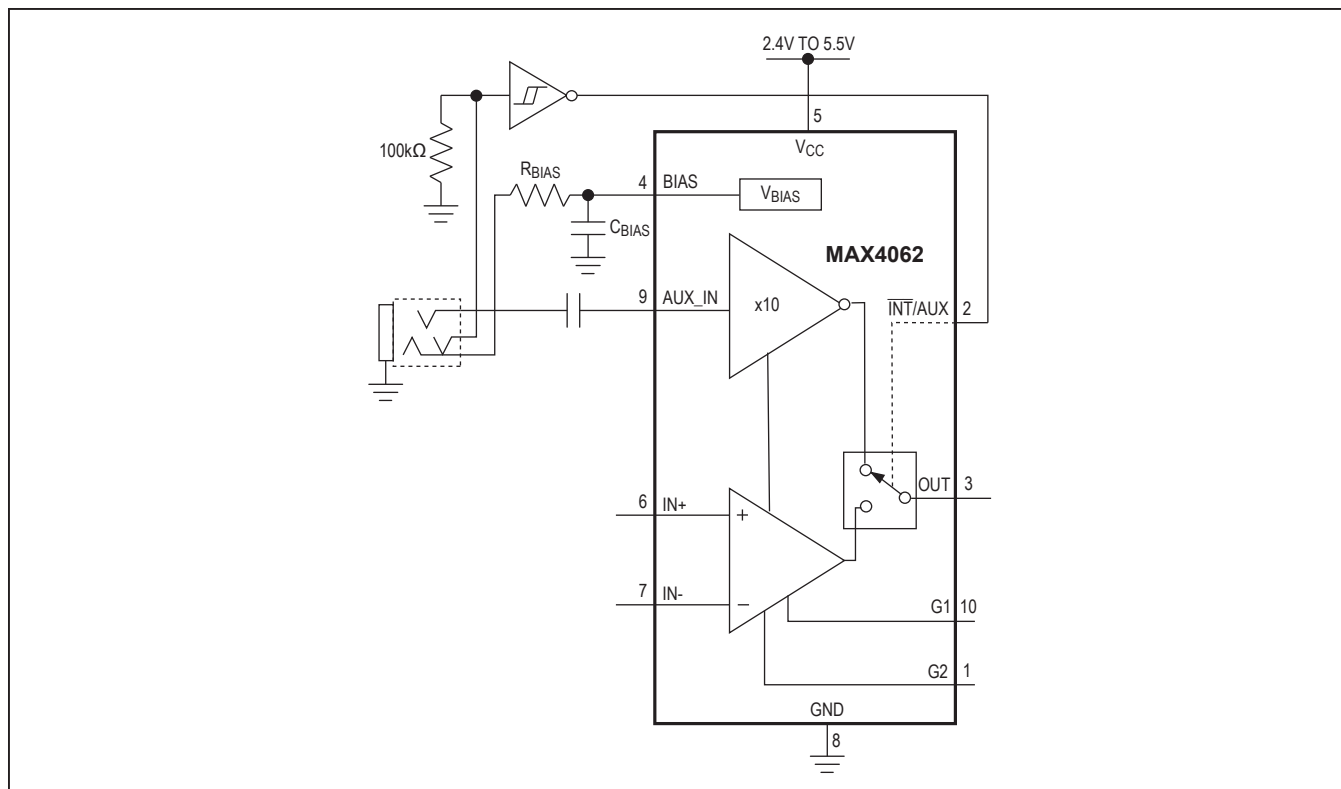 2.4V TO 5.5V
5
VCC
100kΩ
RBIAS
4 BIAS
VBIAS
CBIAS
MAX4062
9 AUX_IN
x10
I̅N̅T̅/AUX 2
6 IN+
+
OUT 3
7 IN-
−
G1 10
G2 1
GND
8